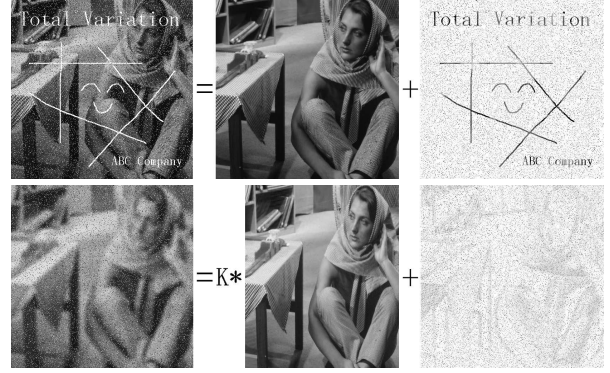 Total Variation = + Total Variation
ABC Company ABC Company
=K* +